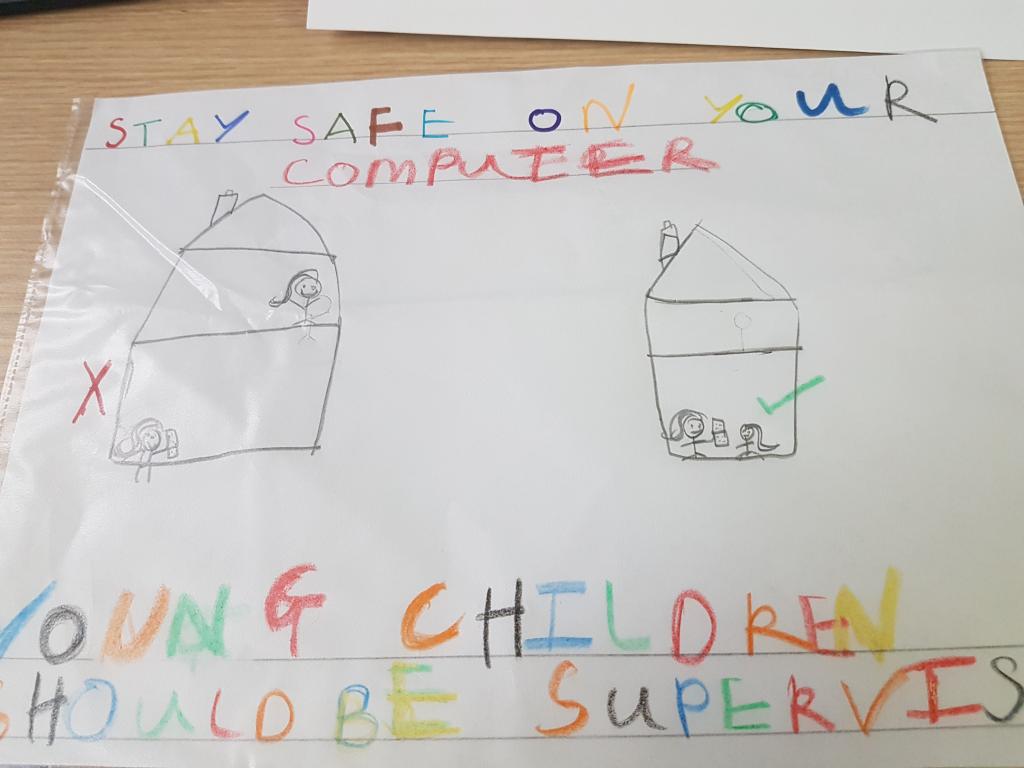 STAY SAFE ON YOUR
COMPUTER
X
YOUNG CHILDREN
SHOULD BE SUPERVIS